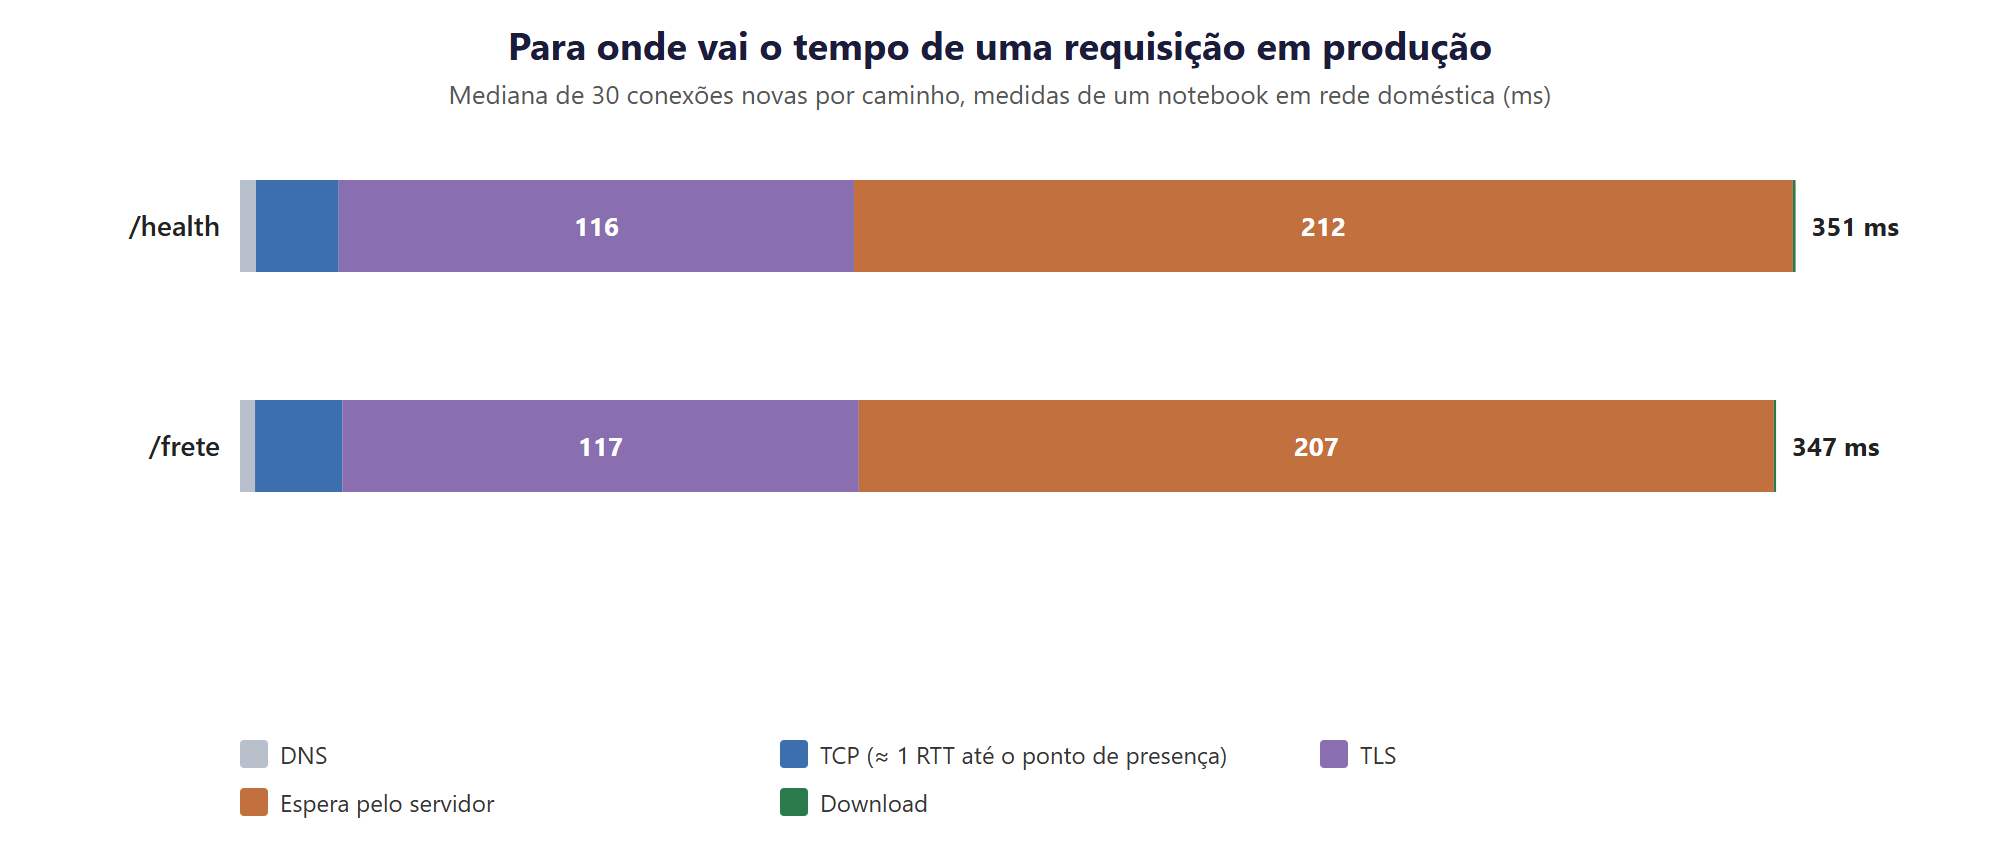 Para onde vai o tempo de uma requisição em produção
Mediana de 30 conexões novas por caminho, medidas de um notebook em rede doméstica (ms)
/health 116 212 351 ms
/frete 117 207 347 ms
DNS TCP (≈ 1 RTT até o ponto de presença) TLS
Espera pelo servidor Download